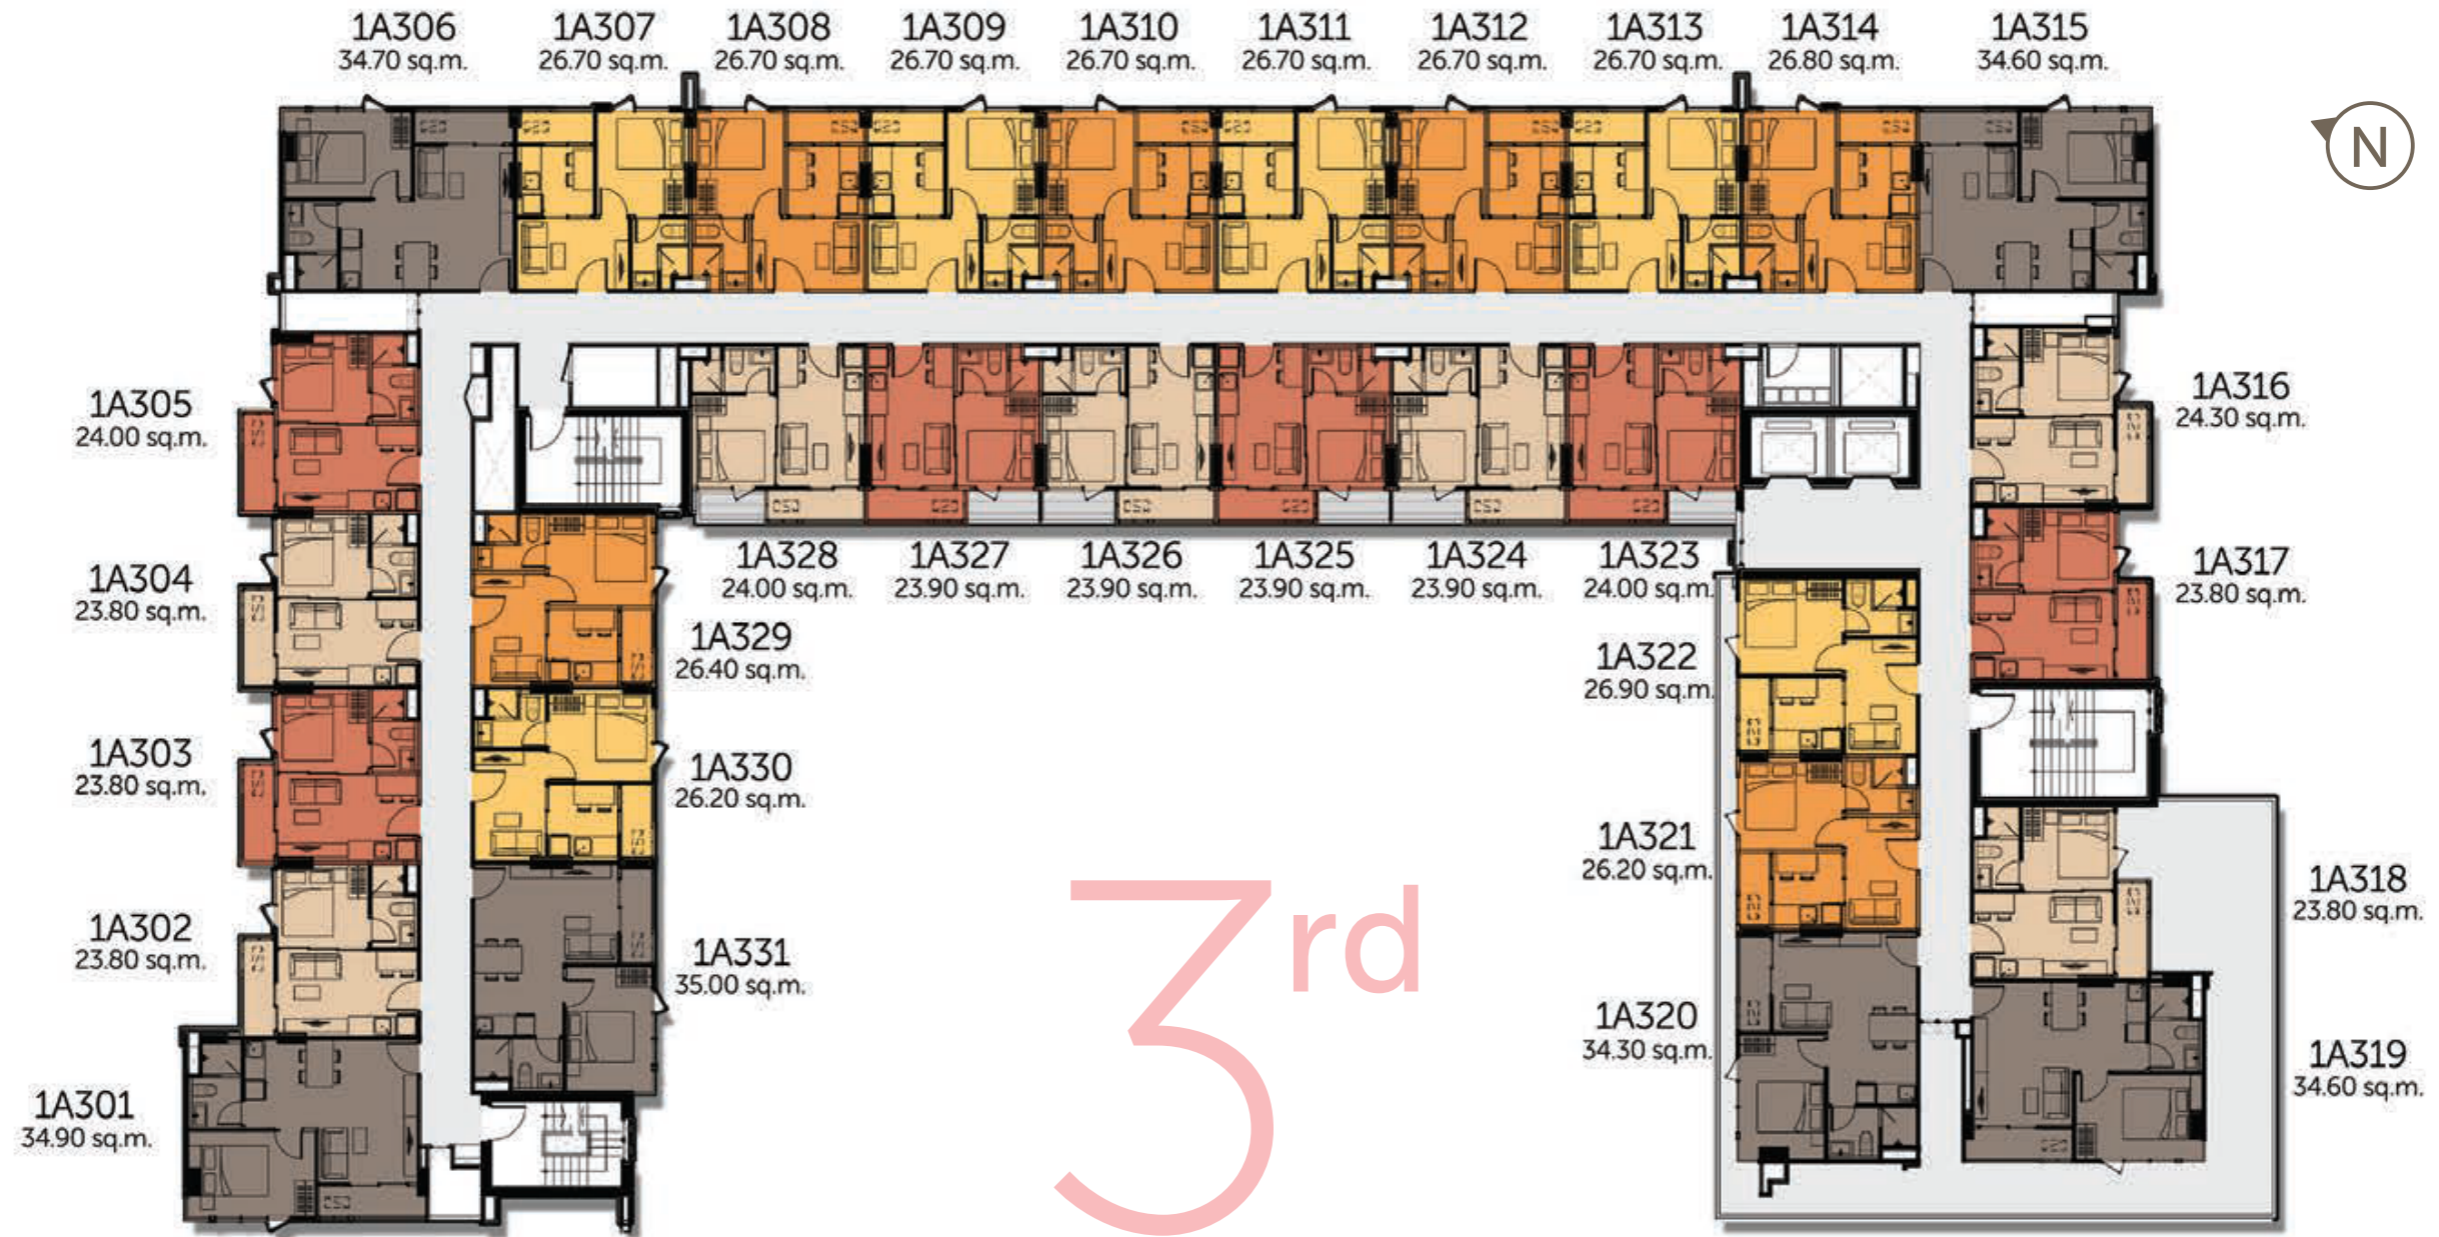 1A306
34.70 sq.m.
1A307
26.70 sq.m.
1A308
26.70 sq.m.
1A309
26.70 sq.m.
1A310
26.70 sq.m.
1A311
26.70 sq.m.
1A312
26.70 sq.m.
1A313
26.70 sq.m.
1A314
26.80 sq.m.
1A315
34.60 sq.m.
N
1A305
24.00 sq.m.
1A304
23.80 sq.m.
1A303
23.80 sq.m.
1A302
23.80 sq.m.
1A301
34.90 sq.m.
1A328
24.00 sq.m.
1A327
23.90 sq.m.
1A326
23.90 sq.m.
1A325
23.90 sq.m.
1A324
23.90 sq.m.
1A323
24.00 sq.m.
1A329
26.40 sq.m.
1A330
26.20 sq.m.
1A331
35.00 sq.m.
3rd
1A322
26.90 sq.m.
1A321
26.20 sq.m.
1A320
34.30 sq.m.
1A316
24.30 sq.m.
1A317
23.80 sq.m.
1A318
23.80 sq.m.
1A319
34.60 sq.m.